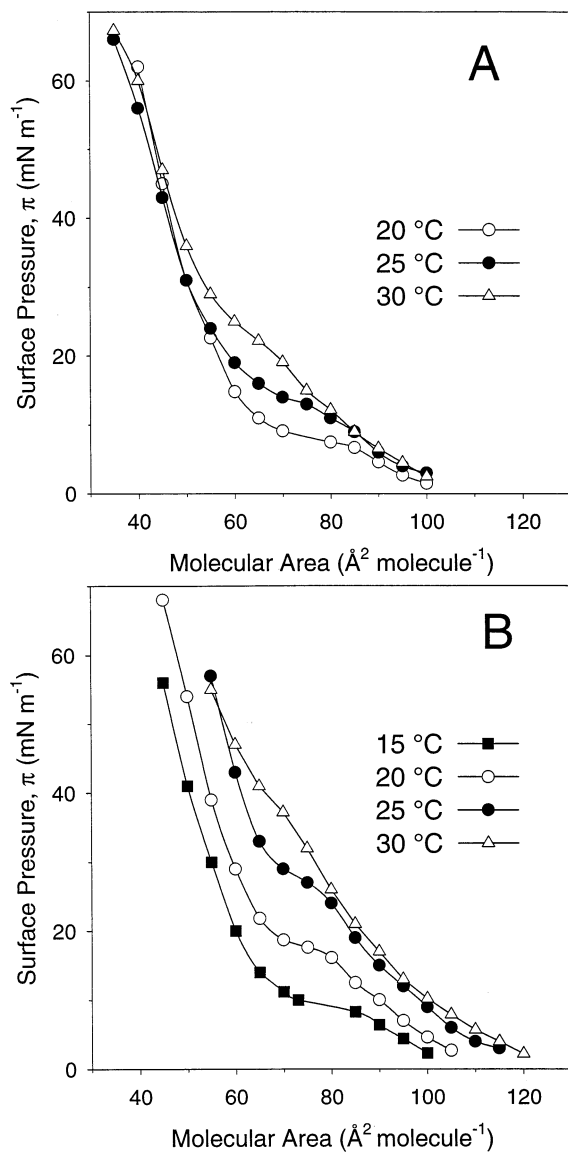 A
60
40
20
0
Surface Pressure, π (mN m⁻¹)
20 °C
25 °C
30 °C
40 60 80 100 120
Molecular Area (Å² molecule⁻¹)
B
60
40
20
0
Surface Pressure, π (mN m⁻¹)
15 °C
20 °C
25 °C
30 °C
40 60 80 100 120
Molecular Area (Å² molecule⁻¹)